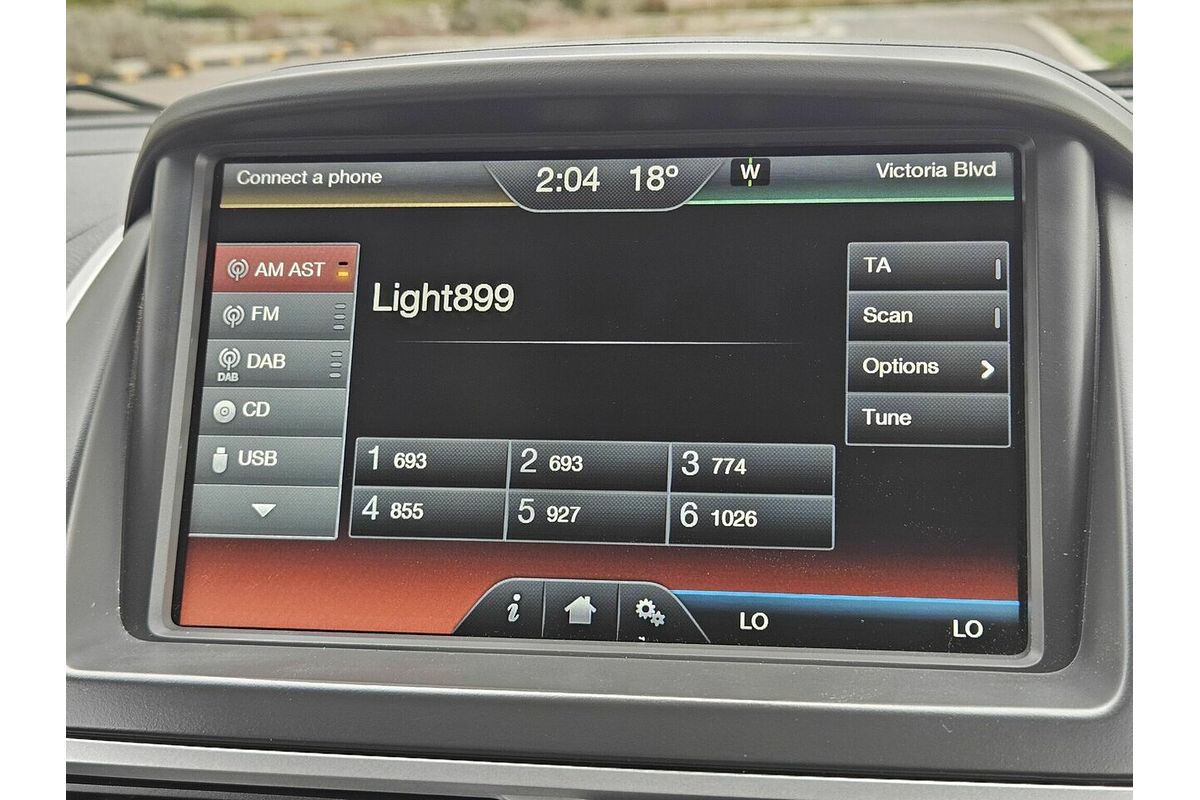 Connect a phone
2:04 18°
W
Victoria Blvd
AM AST
FM
DAB
DAB
CD
USB
Light899
TA
Scan
Options
Tune
1 693
2 693
3 774
4 855
5 927
6 1026
i
LO
LO